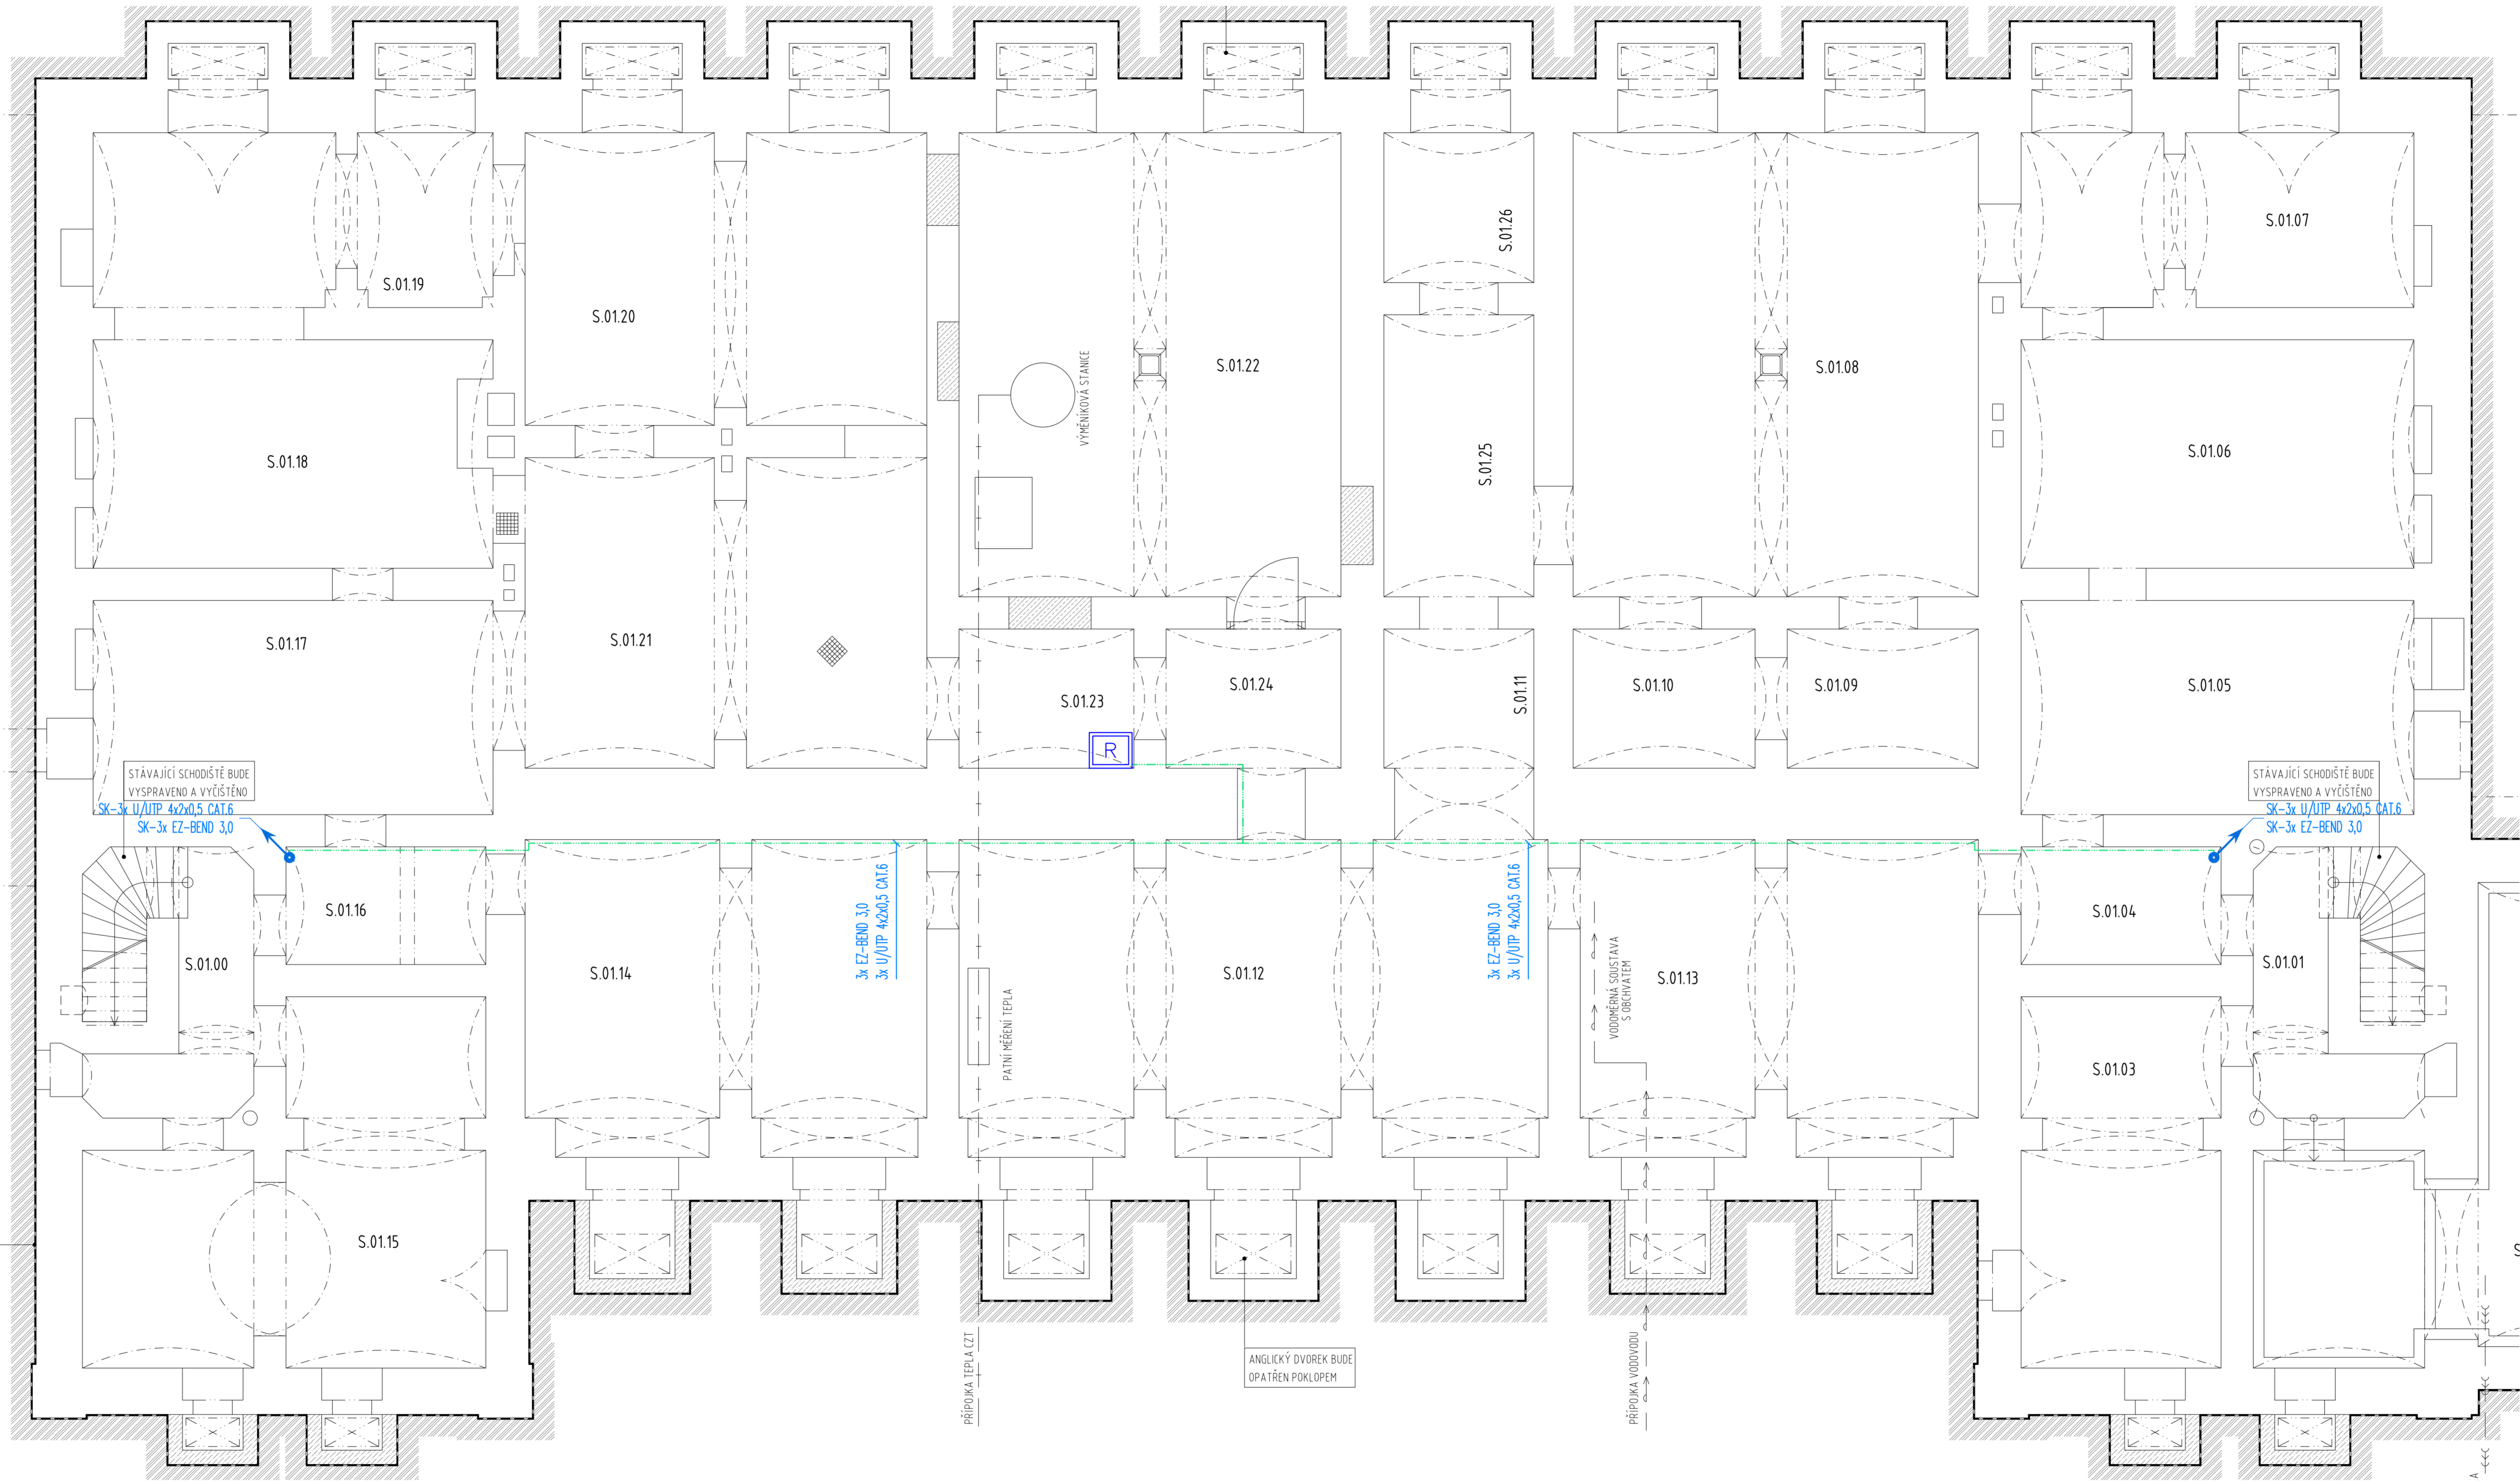 S.01.26
S.01.07
S.01.19
S.01.20
VÝMĚNÍKOVÁ STANICE
S.01.22
S.01.08
S.01.18
S.01.25
S.01.06
S.01.17
S.01.21
S.01.23
S.01.24
S.01.11
S.01.10
S.01.09
S.01.05
R
STÁVAJÍCÍ SCHODIŠTĚ BUDE
VYSPRAVENO A VYČIŠTĚNO
SK-3x U/UTP 4x2x0,5 CAT.6
SK-3x EZ-BEND 3,0
STÁVAJÍCÍ SCHODIŠTĚ BUDE
VYSPRAVENO A VYČIŠTĚNO
SK-3x U/UTP 4x2x0,5 CAT.6
SK-3x EZ-BEND 3,0
S.01.16
S.01.00
S.01.14
3x EZ-BEND 3,0
3x U/UTP 4x2x0,5 CAT.6
PATNÍ MĚŘENÍ TEPLA
S.01.12
3x EZ-BEND 3,0
3x U/UTP 4x2x0,5 CAT.6
VODOMĚRNÁ SOUSTAVA
S OBCHVATEM
S.01.13
S.01.04
S.01.01
S.01.03
S.01.15
PŘÍPOJKA TEPLA CZT
ANGLICKÝ DVOREK BUDE
OPATŘEN POKLOPEM
PŘÍPOJKA VODOVODU
A